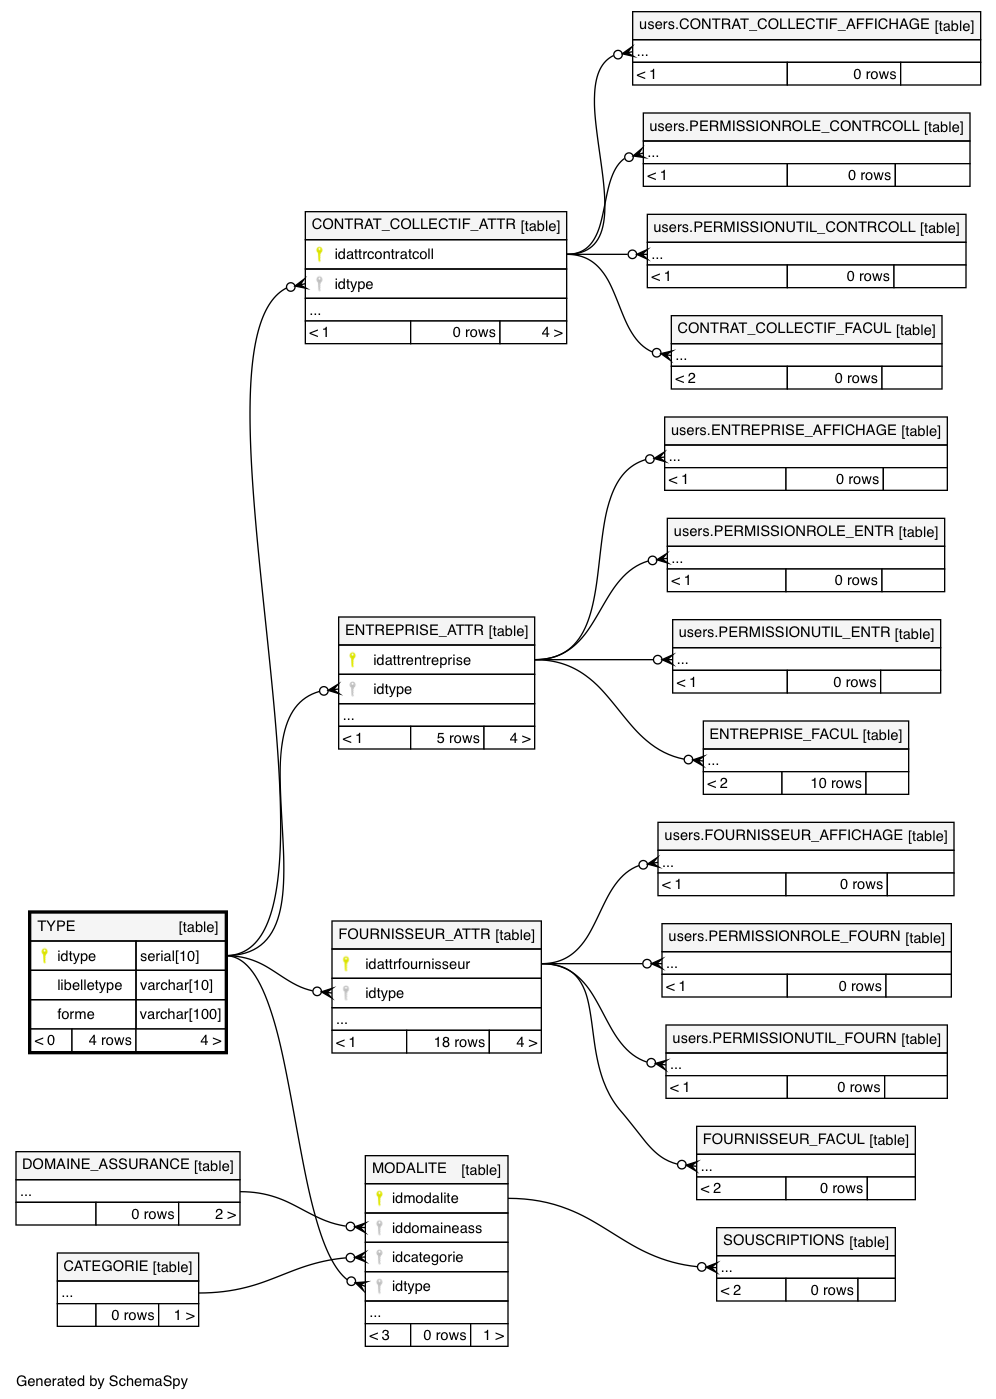 users.CONTRAT_COLLECTIF_AFFICHAGE [table]
...
< 1 0 rows
users.PERMISSIONROLE_CONTRCOLL [table]
...
< 1 0 rows
CONTRAT_COLLECTIF_ATTR [table]
idattrcontratcoll
idtype
...
< 1 0 rows 4 >
users.PERMISSIONUTIL_CONTRCOLL [table]
...
< 1 0 rows
CONTRAT_COLLECTIF_FACUL [table]
...
< 2 0 rows
users.ENTREPRISE_AFFICHAGE [table]
...
< 1 0 rows
users.PERMISSIONROLE_ENTR [table]
...
< 1 0 rows
ENTREPRISE_ATTR [table]
idattrentreprise
idtype
...
< 1 5 rows 4 >
users.PERMISSIONUTIL_ENTR [table]
...
< 1 0 rows
ENTREPRISE_FACUL [table]
...
< 2 10 rows
users.FOURNISSEUR_AFFICHAGE [table]
...
< 1 0 rows
TYPE [table]
idtype serial[10]
libelletype varchar[10]
forme varchar[100]
< 0 4 rows 4 >
FOURNISSEUR_ATTR [table]
idattrfournisseur
idtype
...
< 1 18 rows 4 >
users.PERMISSIONROLE_FOURN [table]
...
< 1 0 rows
users.PERMISSIONUTIL_FOURN [table]
...
< 1 0 rows
FOURNISSEUR_FACUL [table]
...
< 2 0 rows
DOMAINE_ASSURANCE [table]
...
0 rows 2 >
CATEGORIE [table]
...
0 rows 1 >
MODALITE [table]
idmodalite
iddomaineass
idcategorie
idtype
...
< 3 0 rows 1 >
SOUSCRIPTIONS [table]
...
< 2 0 rows
Generated by SchemaSpy